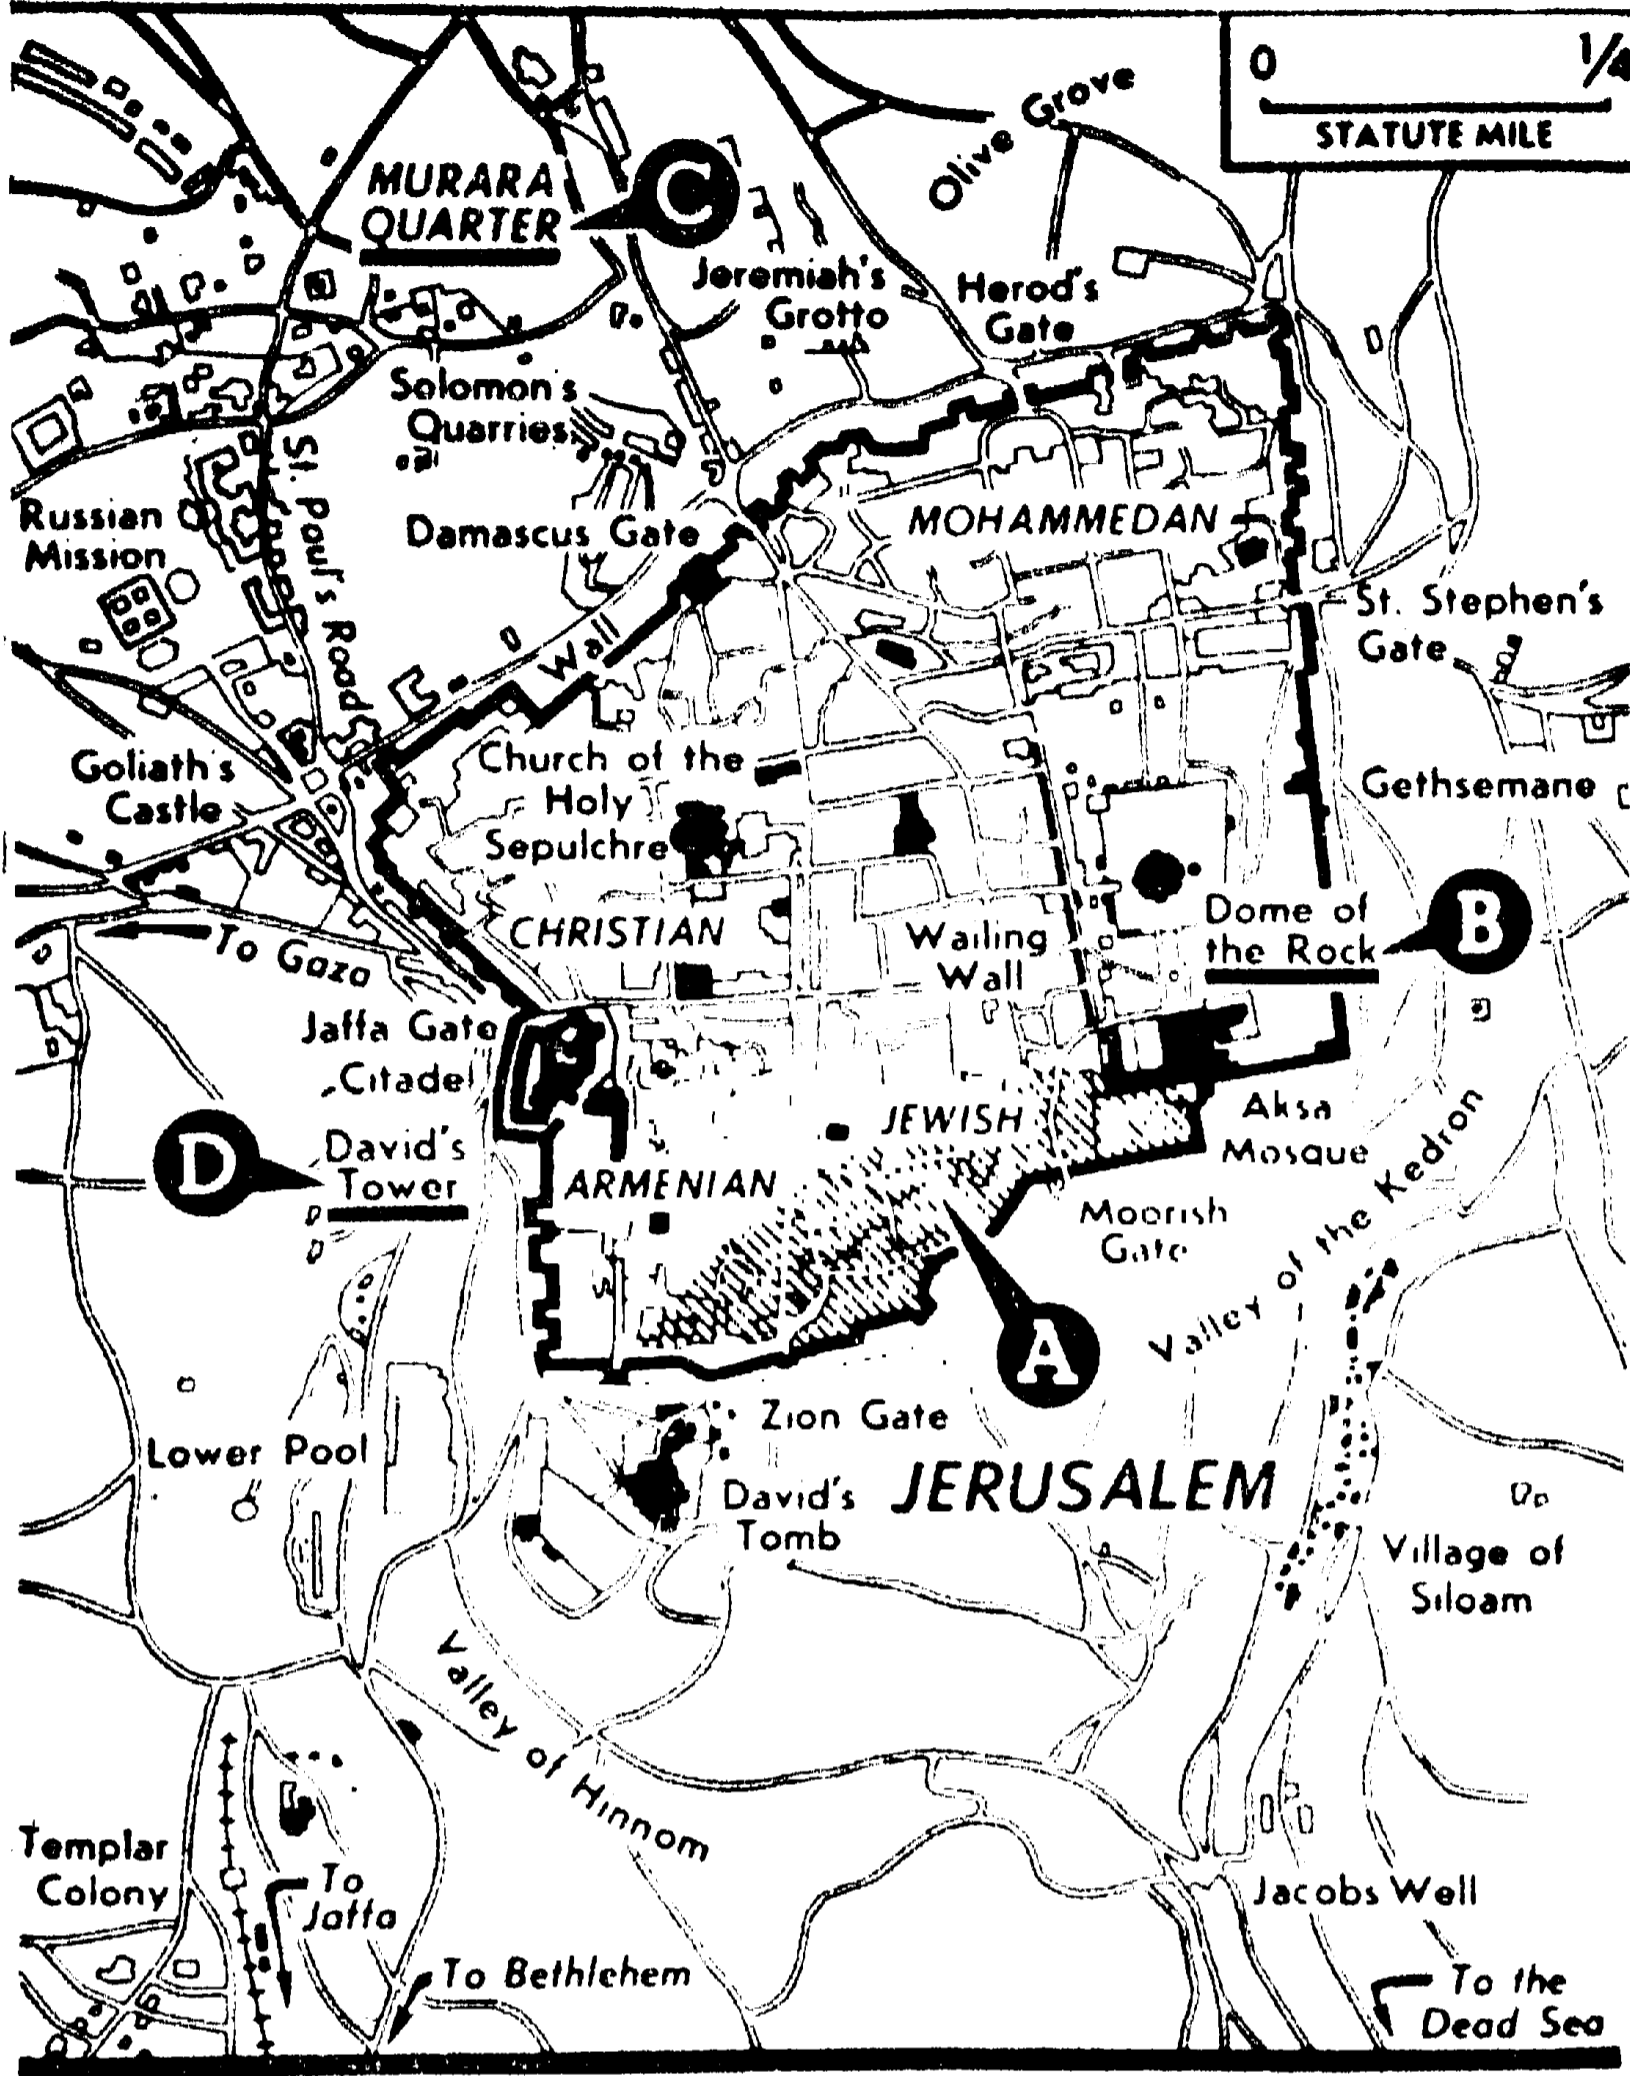 0 1/4
STATUTE MILE
Olive Grove
MURARA
QUARTER
C
Jeremiah's
Grotto
Herod's
Gate
Solomon's
Quarries
St. Paul's Road
Russian
Mission
Damascus Gate
MOHAMMEDAN
St. Stephen's
Gate
Wall
Goliath's
Castle
Church of the
Holy
Sepulchre
Gethsemane
CHRISTIAN
Wailing
Wall
Dome of
the Rock
B
To Gaza
Jaffa Gate
Citadel
David's
Tower
D
JEWISH
ARMENIAN
Aksa
Mosque
Moorish
Gate
Valley of the Kedron
A
Zion Gate
Lower Pool
David's
Tomb
JERUSALEM
Village of
Siloam
Valley of Hinnom
Templar
Colony
To
Jaffa
To Bethlehem
Jacobs Well
To the
Dead Sea